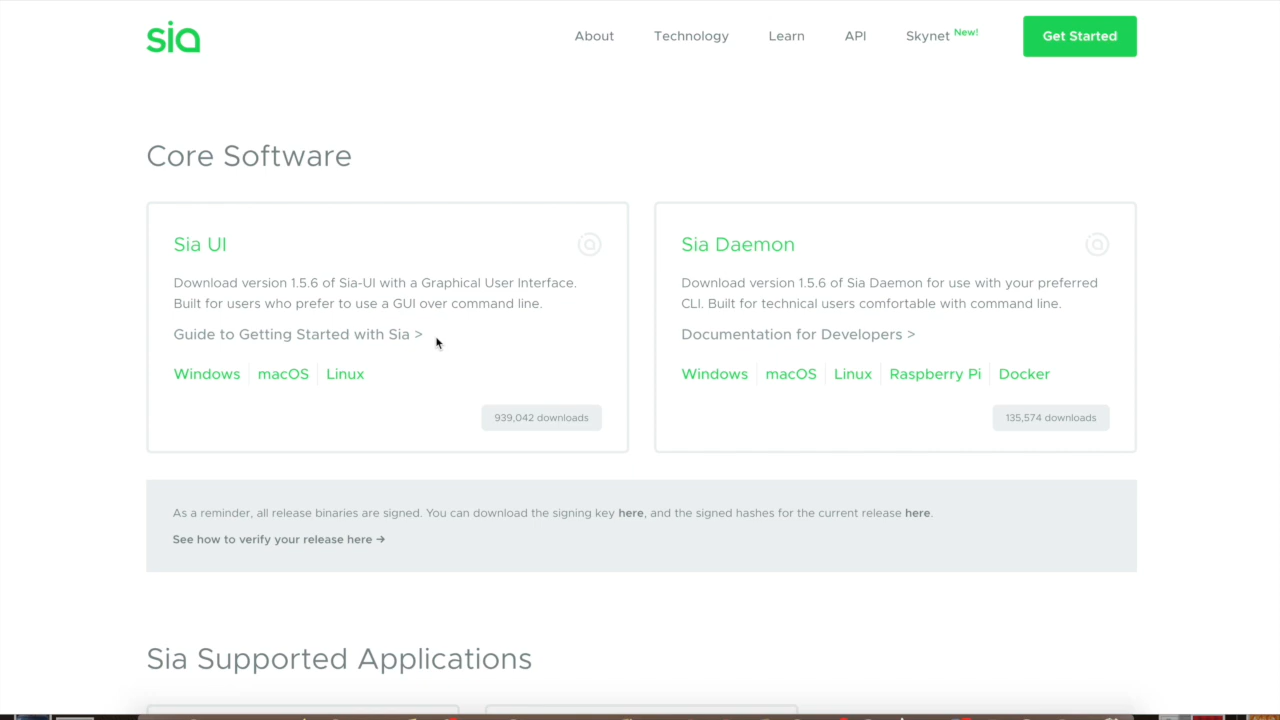 sia
About Technology Learn API Skynet New! Get Started
Core Software
Sia UI
Download version 1.5.6 of Sia-UI with a Graphical User Interface.
Built for users who prefer to use a GUI over command line.
Guide to Getting Started with Sia >
Windows macOS Linux
939,042 downloads
Sia Daemon
Download version 1.5.6 of Sia Daemon for use with your preferred
CLI. Built for technical users comfortable with command line.
Documentation for Developers >
Windows macOS Linux Raspberry Pi Docker
135,574 downloads
As a reminder, all release binaries are signed. You can download the signing key here, and the signed hashes for the current release here.
See how to verify your release here →
Sia Supported Applications